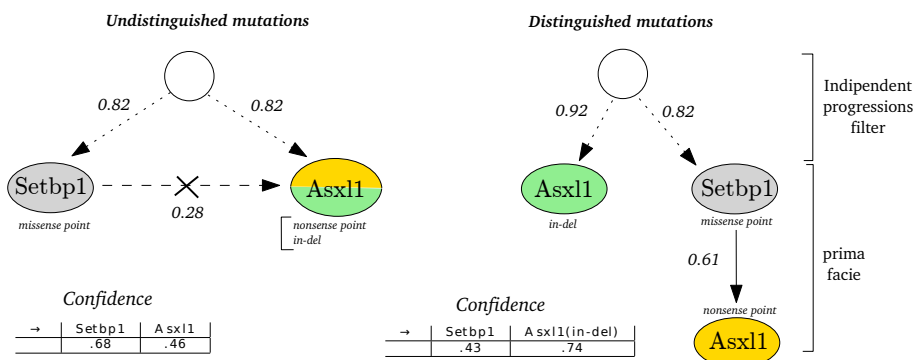 Undistinguished mutations
0.82
0.82
Setbp1
missense point
0.28
Asxl1
nonsense point
in-del
Confidence
→ Setbp1 Asxl1
.68 .46
Distinguished mutations
0.92
0.82
Asxl1
in-del
Setbp1
missense point
0.61
nonsense point
Asxl1
Confidence
→ Setbp1 Asxl1(in-del)
.43 .74
Indipendent
progressions
filter
prima
facie